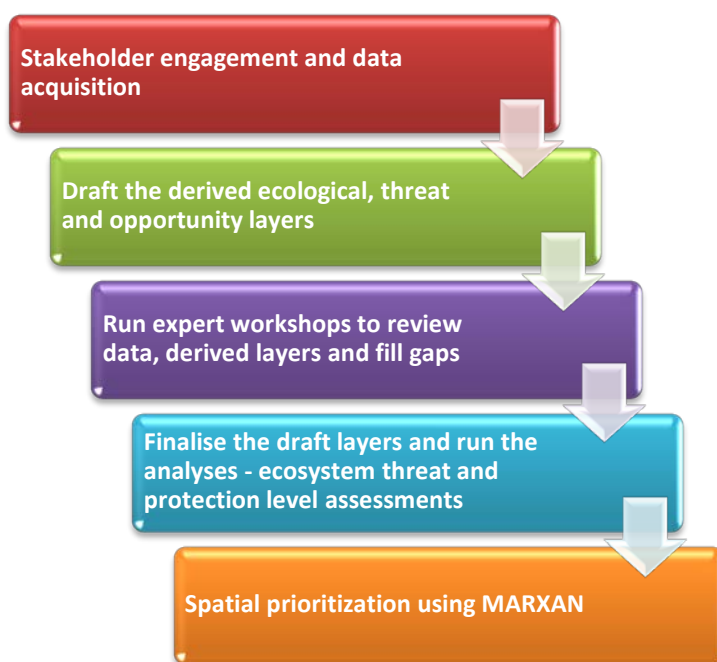 Stakeholder engagement and data
acquisition
Draft the derived ecological, threat
and opportunity layers
Run expert workshops to review
data, derived layers and fill gaps
Finalise the draft layers and run the
analyses - ecosystem threat and
protection level assessments
Spatial prioritization using MARXAN